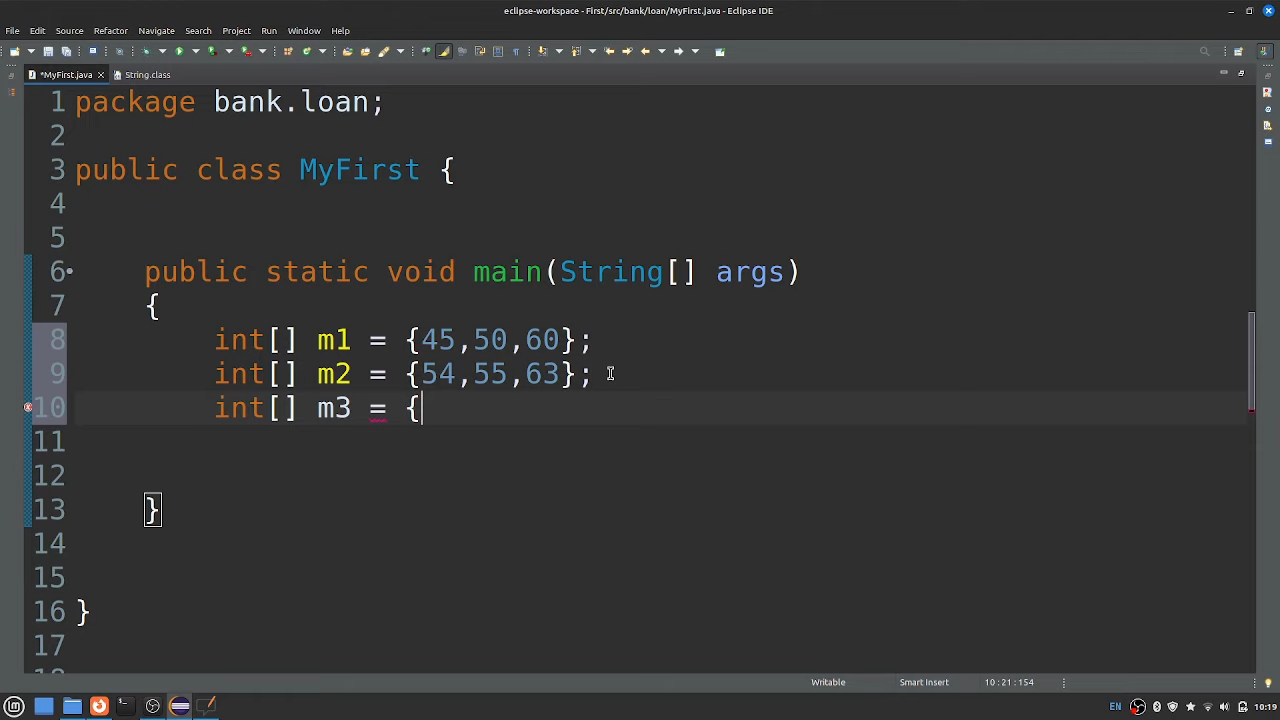 eclipse-workspace - First/src/bank/loan/MyFirst.java - Eclipse IDE
File Edit Source Refactor Navigate Search Project Run Window Help
*MyFirst.java String.class
1 package bank.loan;
2
3 public class MyFirst {
4
5
6 public static void main(String[] args)
7 {
8 int[] m1 = {45,50,60};
9 int[] m2 = {54,55,63};
10 int[] m3 = {
11
12
13 }
14
15
16 }
17
Writable Smart Insert 10 : 21 : 154
EN 10:19